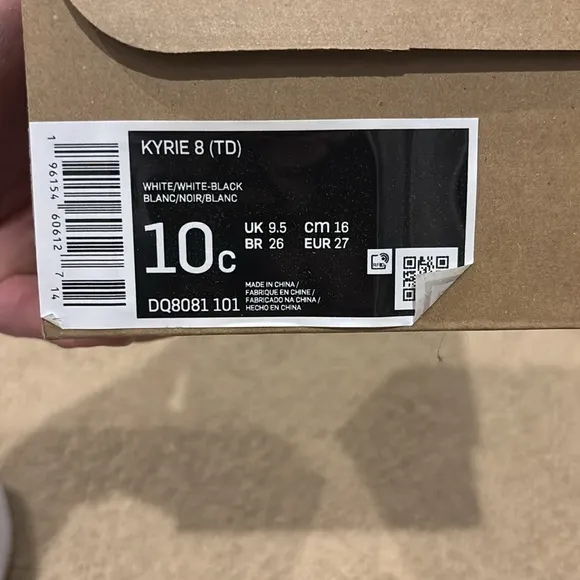 KYRIE 8 (TD)
WHITE/WHITE-BLACK
BLANC/NOIR/BLANC
10C
UK 9.5 cm 16
BR 26 EUR 27
DQ8081 101
MADE IN CHINA /
FABRIQUE EN CHINE /
FABRICADO NA CHINA /
HECHO EN CHINA
1 96154 60612 7 14